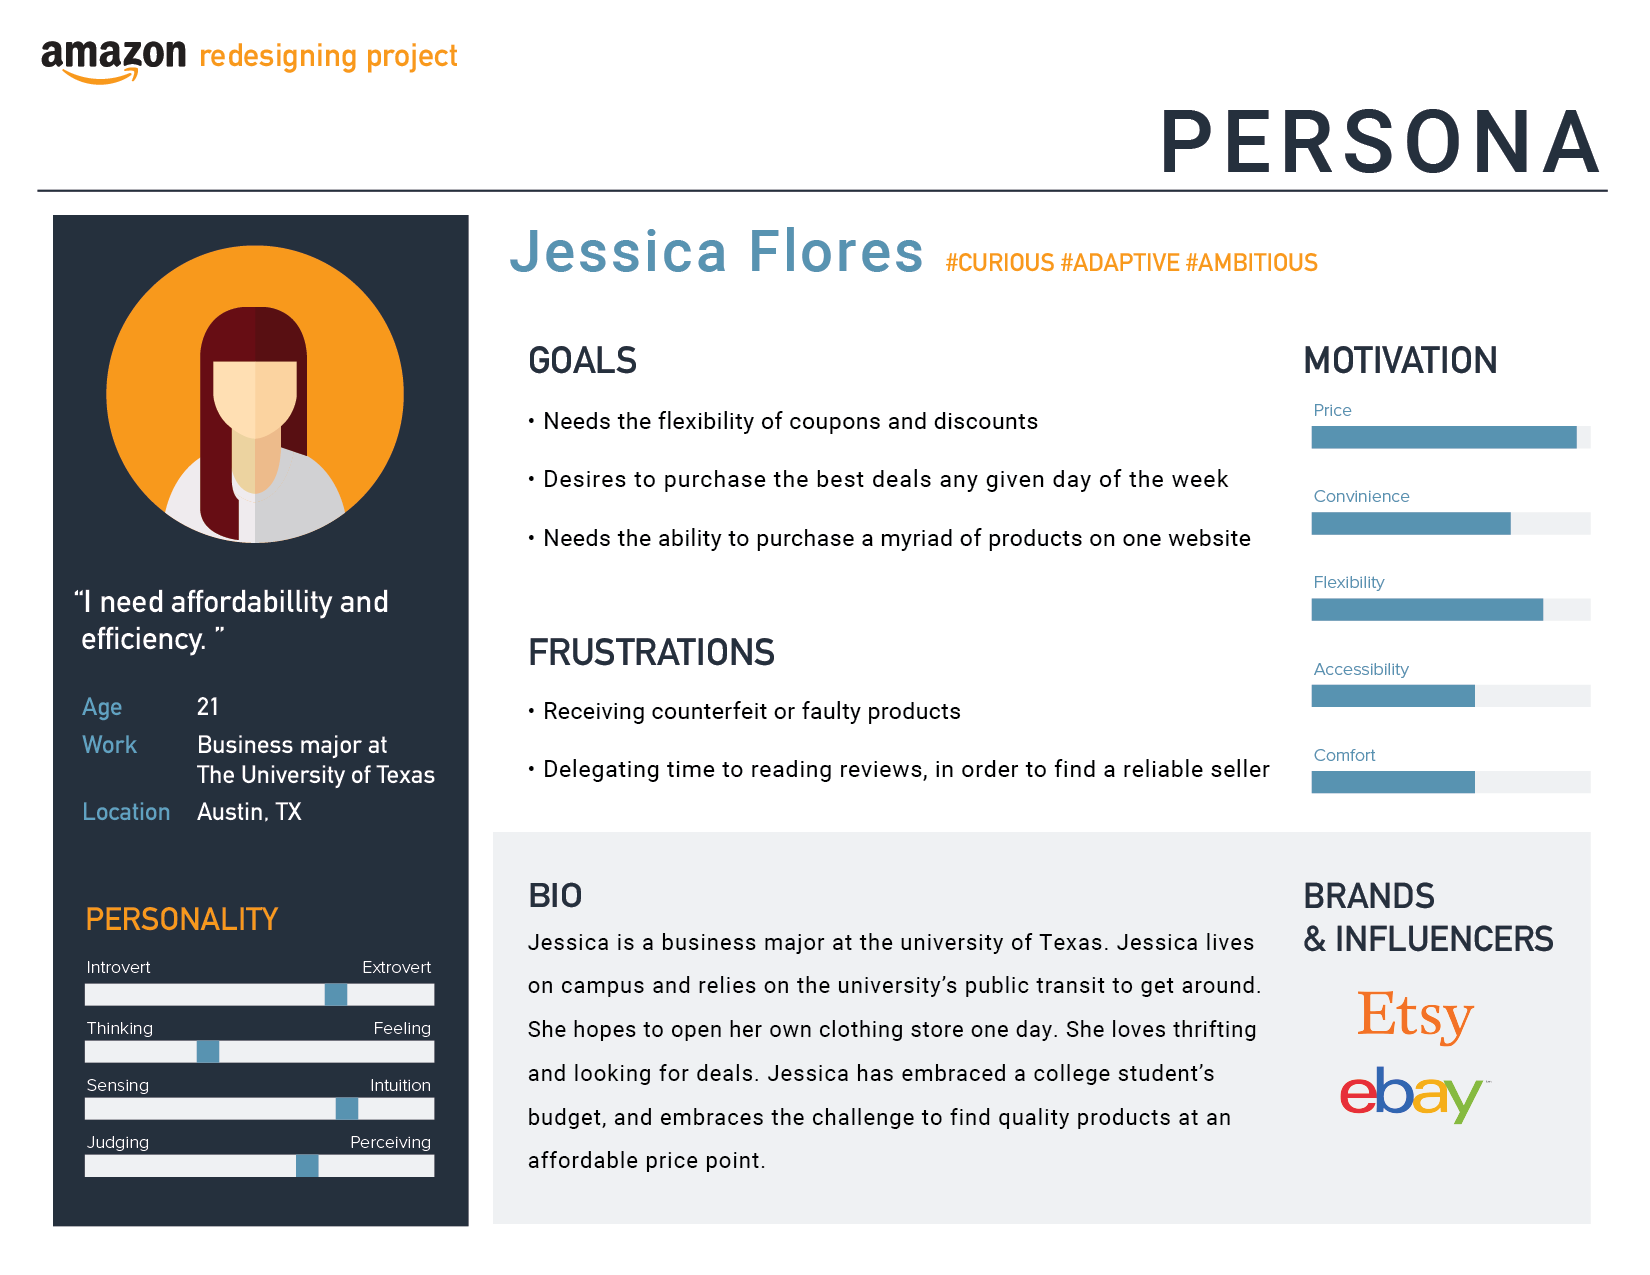 amazon redesigning project
PERSONA
“I need affordabillity and
efficiency. ”
Age 21
Work Business major at
The University of Texas
Location Austin, TX
PERSONALITY
Introvert Extrovert
Thinking Feeling
Sensing Intuition
Judging Perceiving
Jessica Flores #CURIOUS #ADAPTIVE #AMBITIOUS
GOALS
• Needs the flexibility of coupons and discounts
• Desires to purchase the best deals any given day of the week
• Needs the ability to purchase a myriad of products on one website
FRUSTRATIONS
• Receiving counterfeit or faulty products
• Delegating time to reading reviews, in order to find a reliable seller
MOTIVATION
Price
Convinience
Flexibility
Accessibility
Comfort
BIO
Jessica is a business major at the university of Texas. Jessica lives
on campus and relies on the university’s public transit to get around.
She hopes to open her own clothing store one day. She loves thrifting
and looking for deals. Jessica has embraced a college student’s
budget, and embraces the challenge to find quality products at an
affordable price point.
BRANDS
& INFLUENCERS
Etsy
ebay™